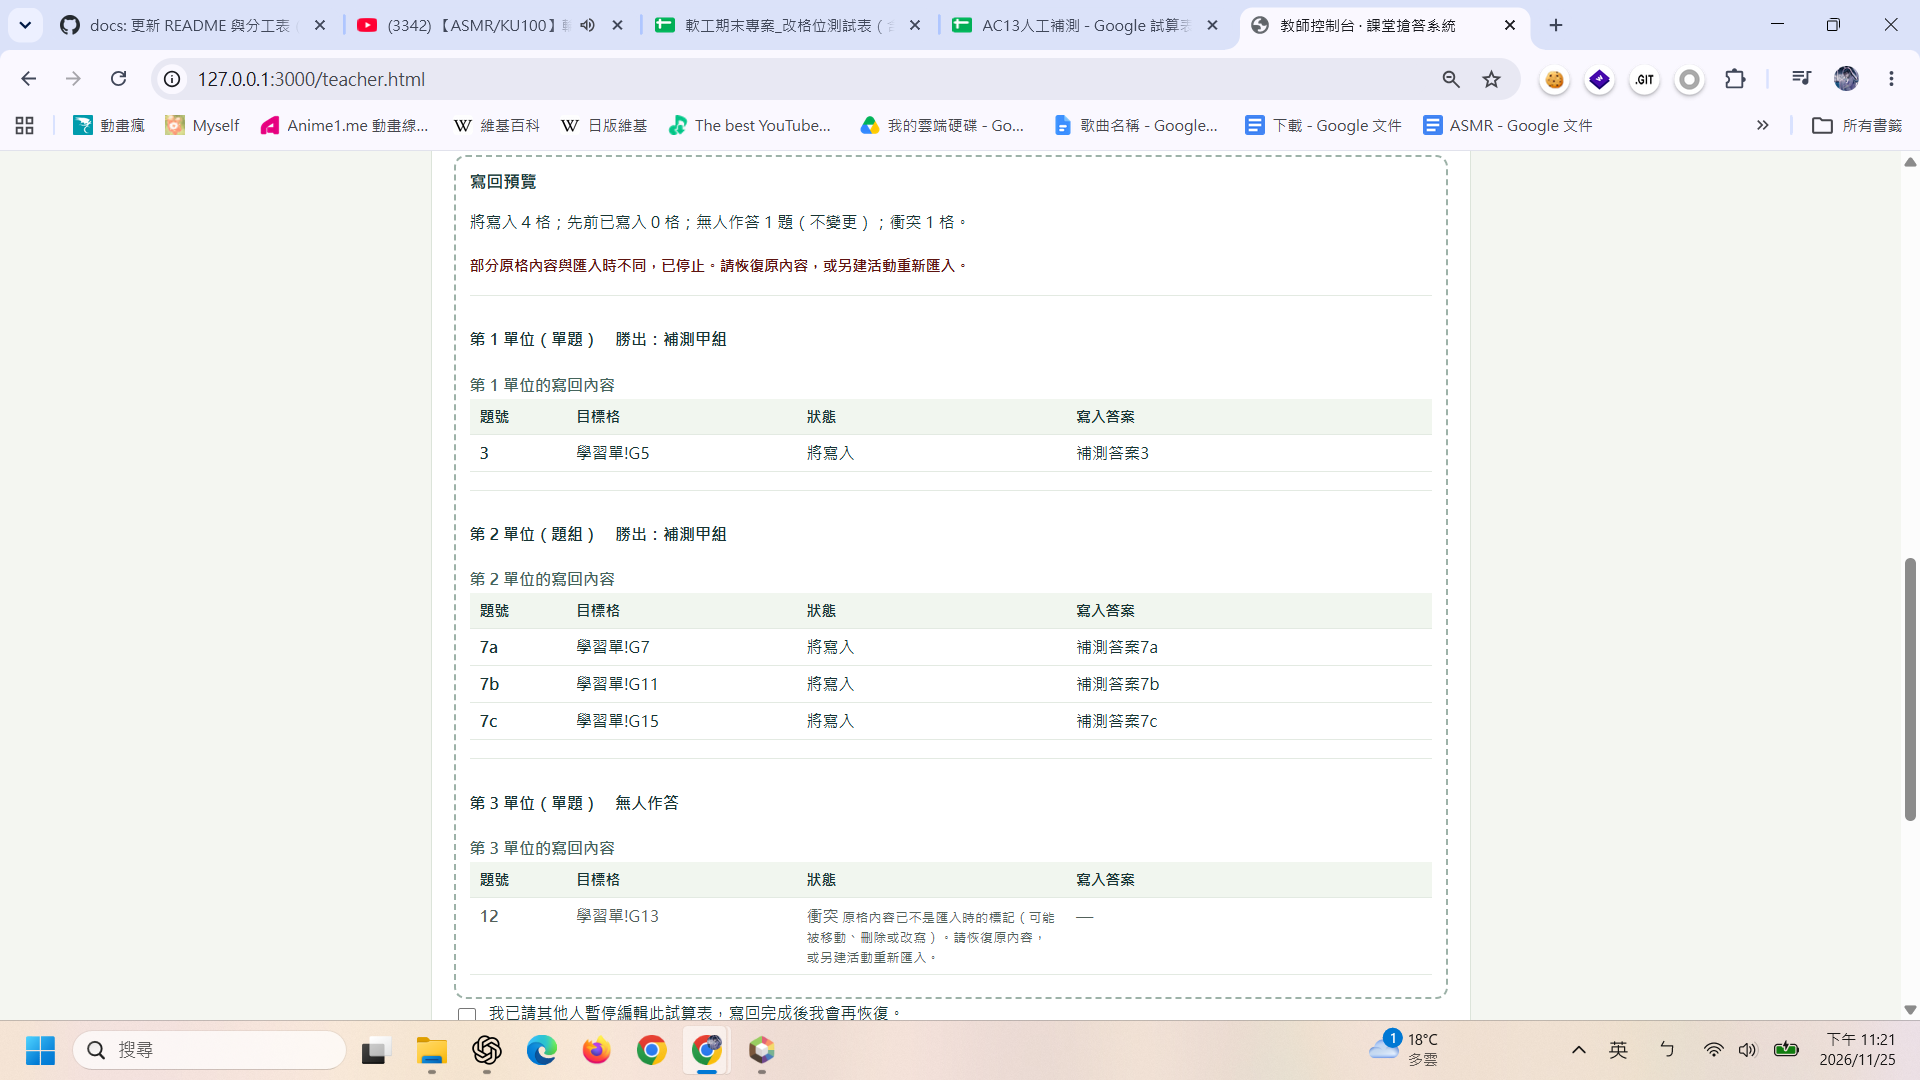 docs: 更新 README 與分工表
(3342) 【ASMR/KU100】
軟工期末專案_改格位測試表（
AC13人工補測 - Google 試算表
教師控制台 · 課堂搶答系統
127.0.0.1:3000/teacher.html
.GIT
動畫瘋
Myself
Anime1.me 動畫線...
W 維基百科
W 日版維基
The best YouTube...
我的雲端硬碟 - Go...
歌曲名稱 - Google...
下載 - Google 文件
ASMR - Google 文件
所有書籤
寫回預覽
將寫入 4 格；先前已寫入 0 格；無人作答 1 題（不變更）；衝突 1 格。
部分原格內容與匯入時不同，已停止。請恢復原內容，或另建活動重新匯入。
第 1 單位（單題） 勝出：補測甲組
第 1 單位的寫回內容
題號 目標格 狀態 寫入答案
3 學習單!G5 將寫入 補測答案3
第 2 單位（題組） 勝出：補測甲組
第 2 單位的寫回內容
題號 目標格 狀態 寫入答案
7a 學習單!G7 將寫入 補測答案7a
7b 學習單!G11 將寫入 補測答案7b
7c 學習單!G15 將寫入 補測答案7c
第 3 單位（單題） 無人作答
第 3 單位的寫回內容
題號 目標格 狀態 寫入答案
12 學習單!G13 衝突 原格內容已不是匯入時的標記（可能 —
被移動、刪除或改寫）。請恢復原內容，
或另建活動重新匯入。
我已請其他人暫停編輯此試算表，寫回完成後我會再恢復。
搜尋
1
18°C
多雲
英
ㄅ
下午 11:21
2026/11/25